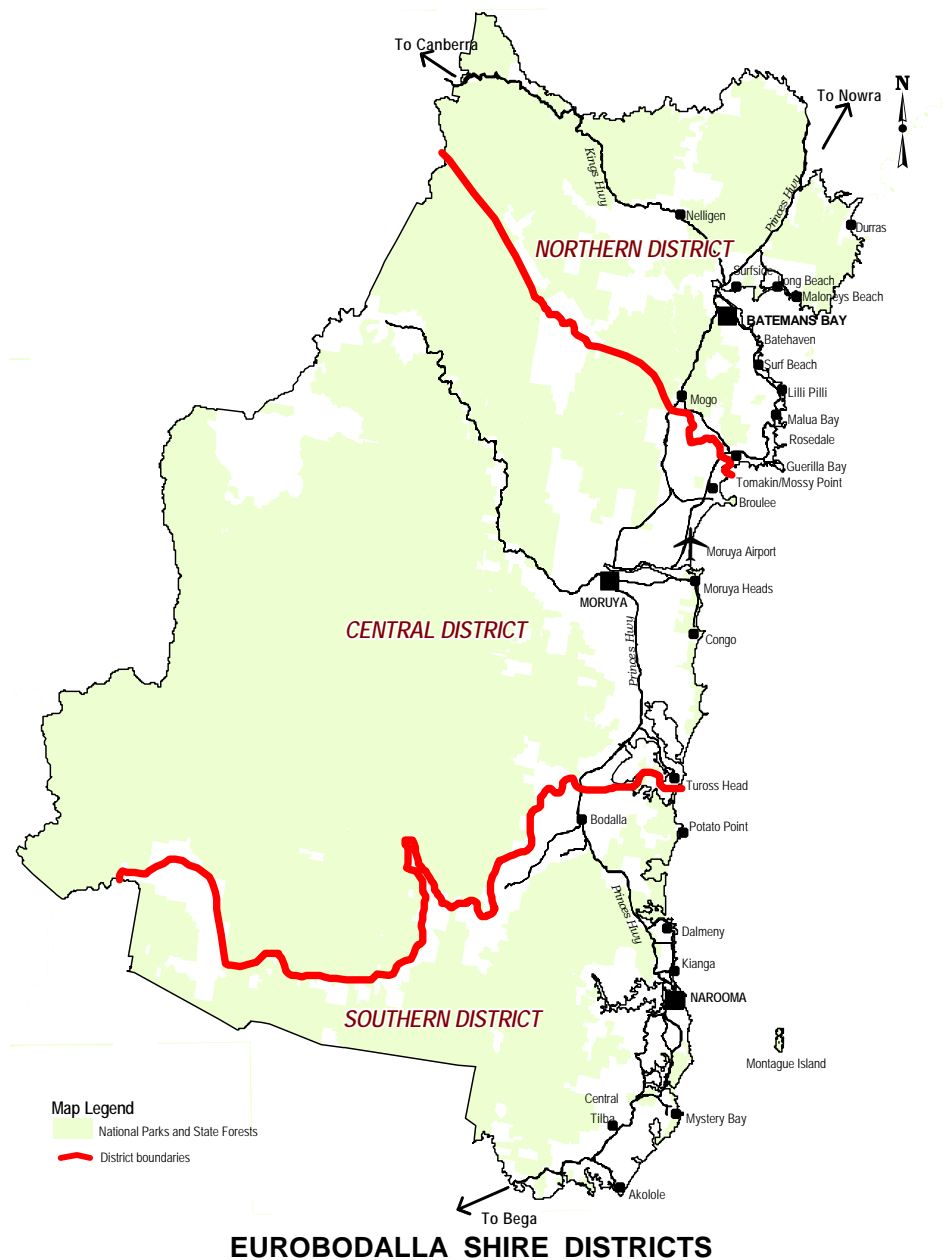 To Canberra
To Nowra
N
Kings Hwy
Princes Hwy
Nelligen
Durras
NORTHERN DISTRICT
Surfside
Long Beach
Maloneys Beach
BATEMANS BAY
Batehaven
Surf Beach
Lilli Pilli
Mogo
Malua Bay
Rosedale
Guerilla Bay
Tomakin/Mossy Point
Broulee
Moruya Airport
Moruya Heads
MORUYA
CENTRAL DISTRICT
Congo
Princes Hwy
Tuross Head
Bodalla
Potato Point
Princes Hwy
Dalmeny
Kianga
NAROOMA
SOUTHERN DISTRICT
Montague Island
Central
Tilba
Mystery Bay
Map Legend
National Parks and State Forests
District boundaries
Akolole
To Bega
EUROBODALLA SHIRE DISTRICTS